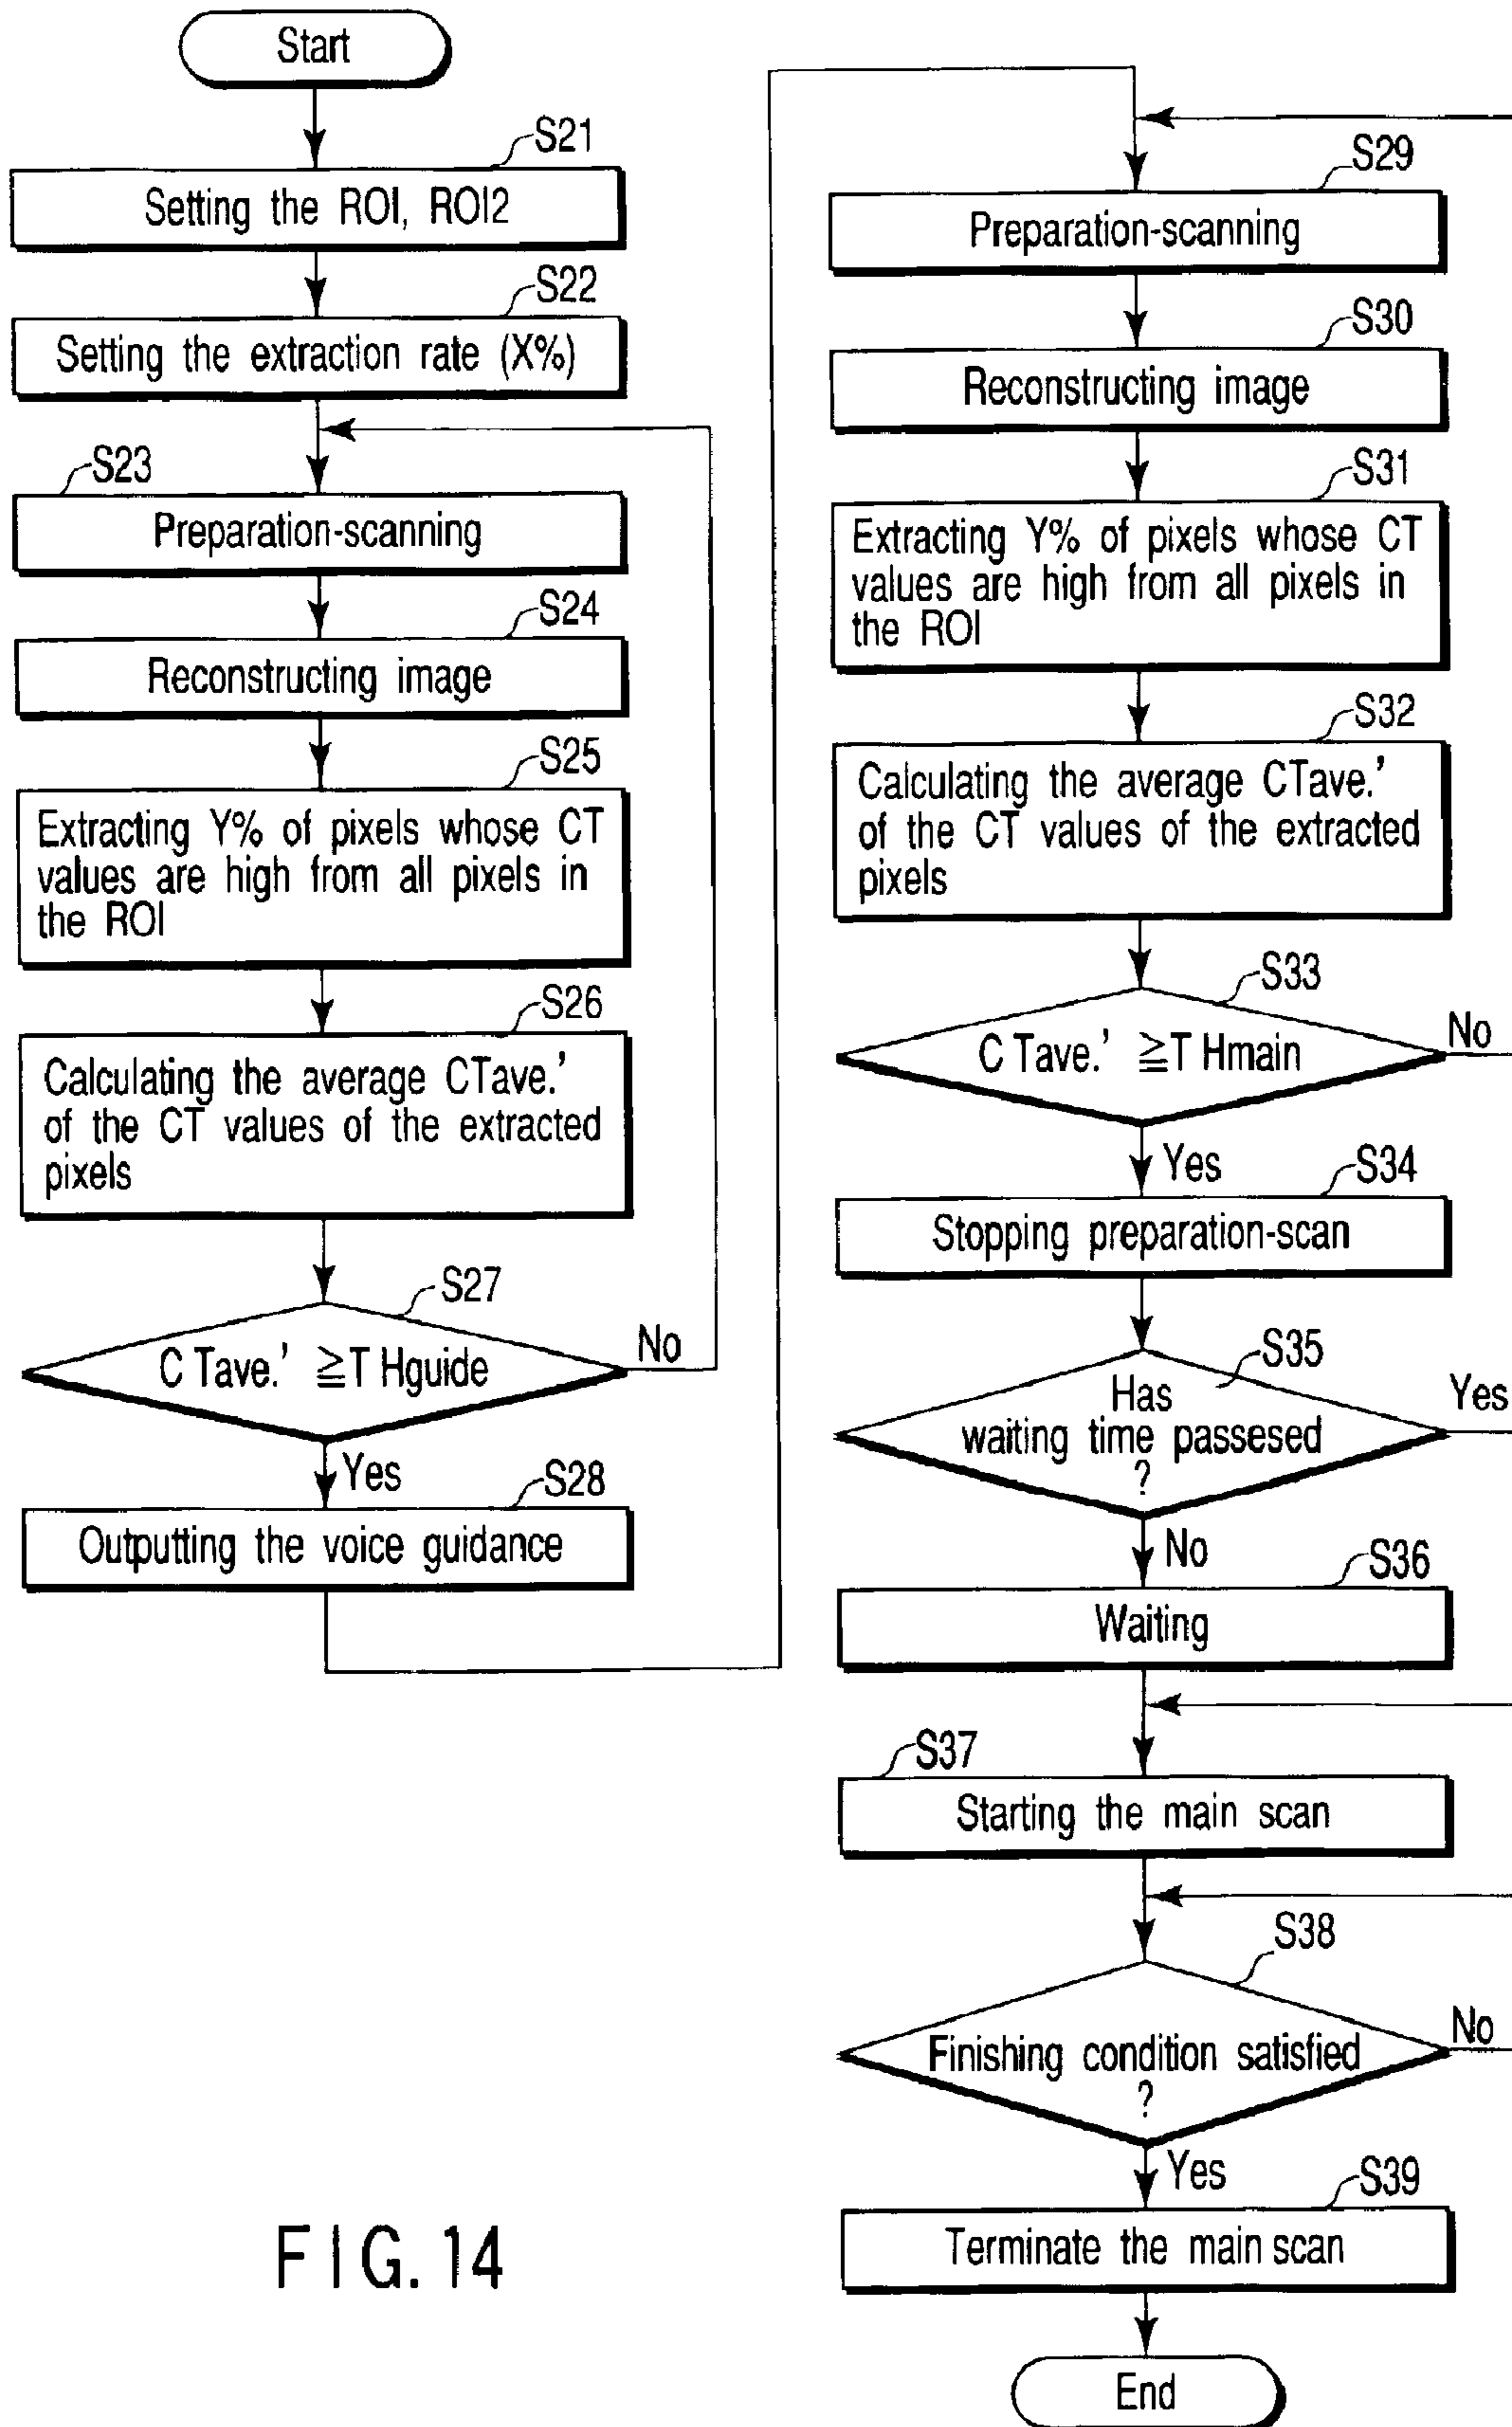 Start
S21
Setting the ROI, ROI2
S22
Setting the extraction rate (X%)
S23
Preparation-scanning
S24
Reconstructing image
S25
Extracting Y% of pixels whose CT
values are high from all pixels in
the ROI
S26
Calculating the average CTave.'
of the CT values of the extracted
pixels
S27
C Tave.' ≧T Hguide
No
Yes
S28
Outputting the voice guidance
S29
Preparation-scanning
S30
Reconstructing image
S31
Extracting Y% of pixels whose CT
values are high from all pixels in
the ROI
S32
Calculating the average CTave.'
of the CT values of the extracted
pixels
S33
C Tave.' ≧T Hmain
No
Yes
S34
Stopping preparation-scan
S35
Has
waiting time passesed
?
Yes
No
S36
Waiting
S37
Starting the main scan
S38
Finishing condition satisfied
?
No
Yes
S39
Terminate the main scan
End
FIG. 14